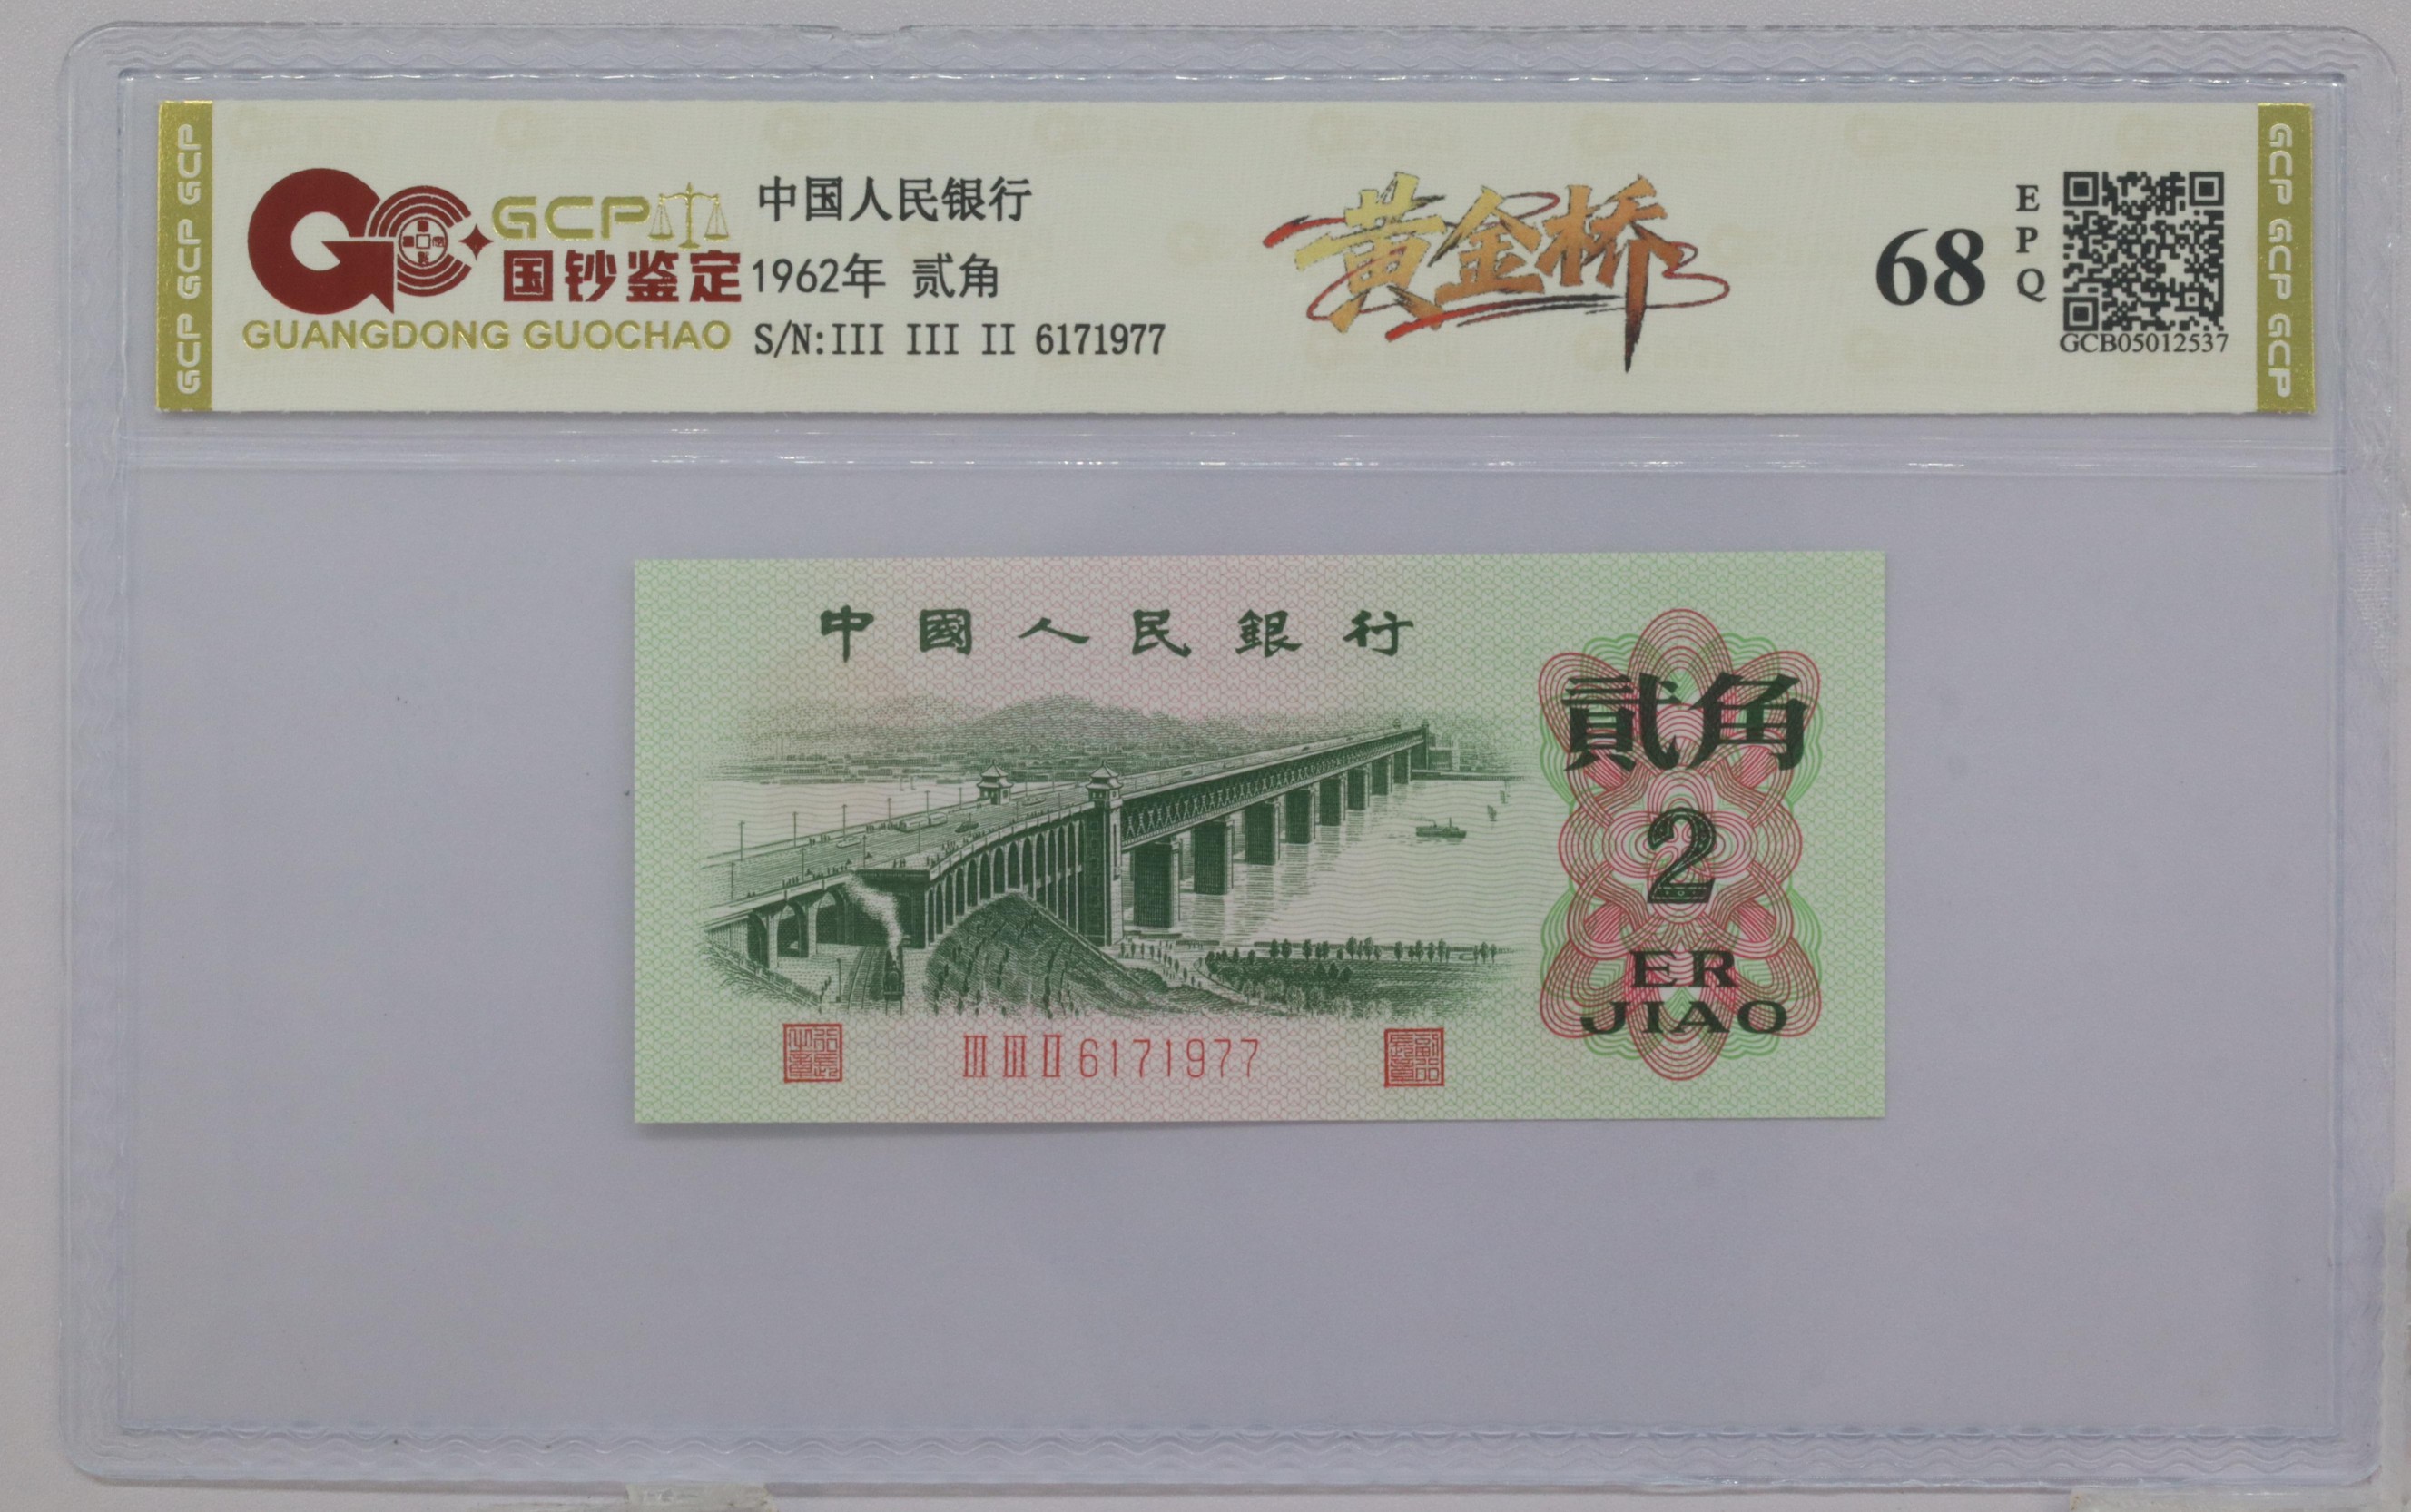 GCP GCP GCP
GCP
国钞鉴定
GUANGDONG GUOCHAO
中国人民银行
1962年 贰角
S/N:III III II 6171977
黄金桥
68
EPQ
GCB05012537
GCP GCP GCP
中國人民銀行
貳角
2
ER
JIAO
III III II 6171977